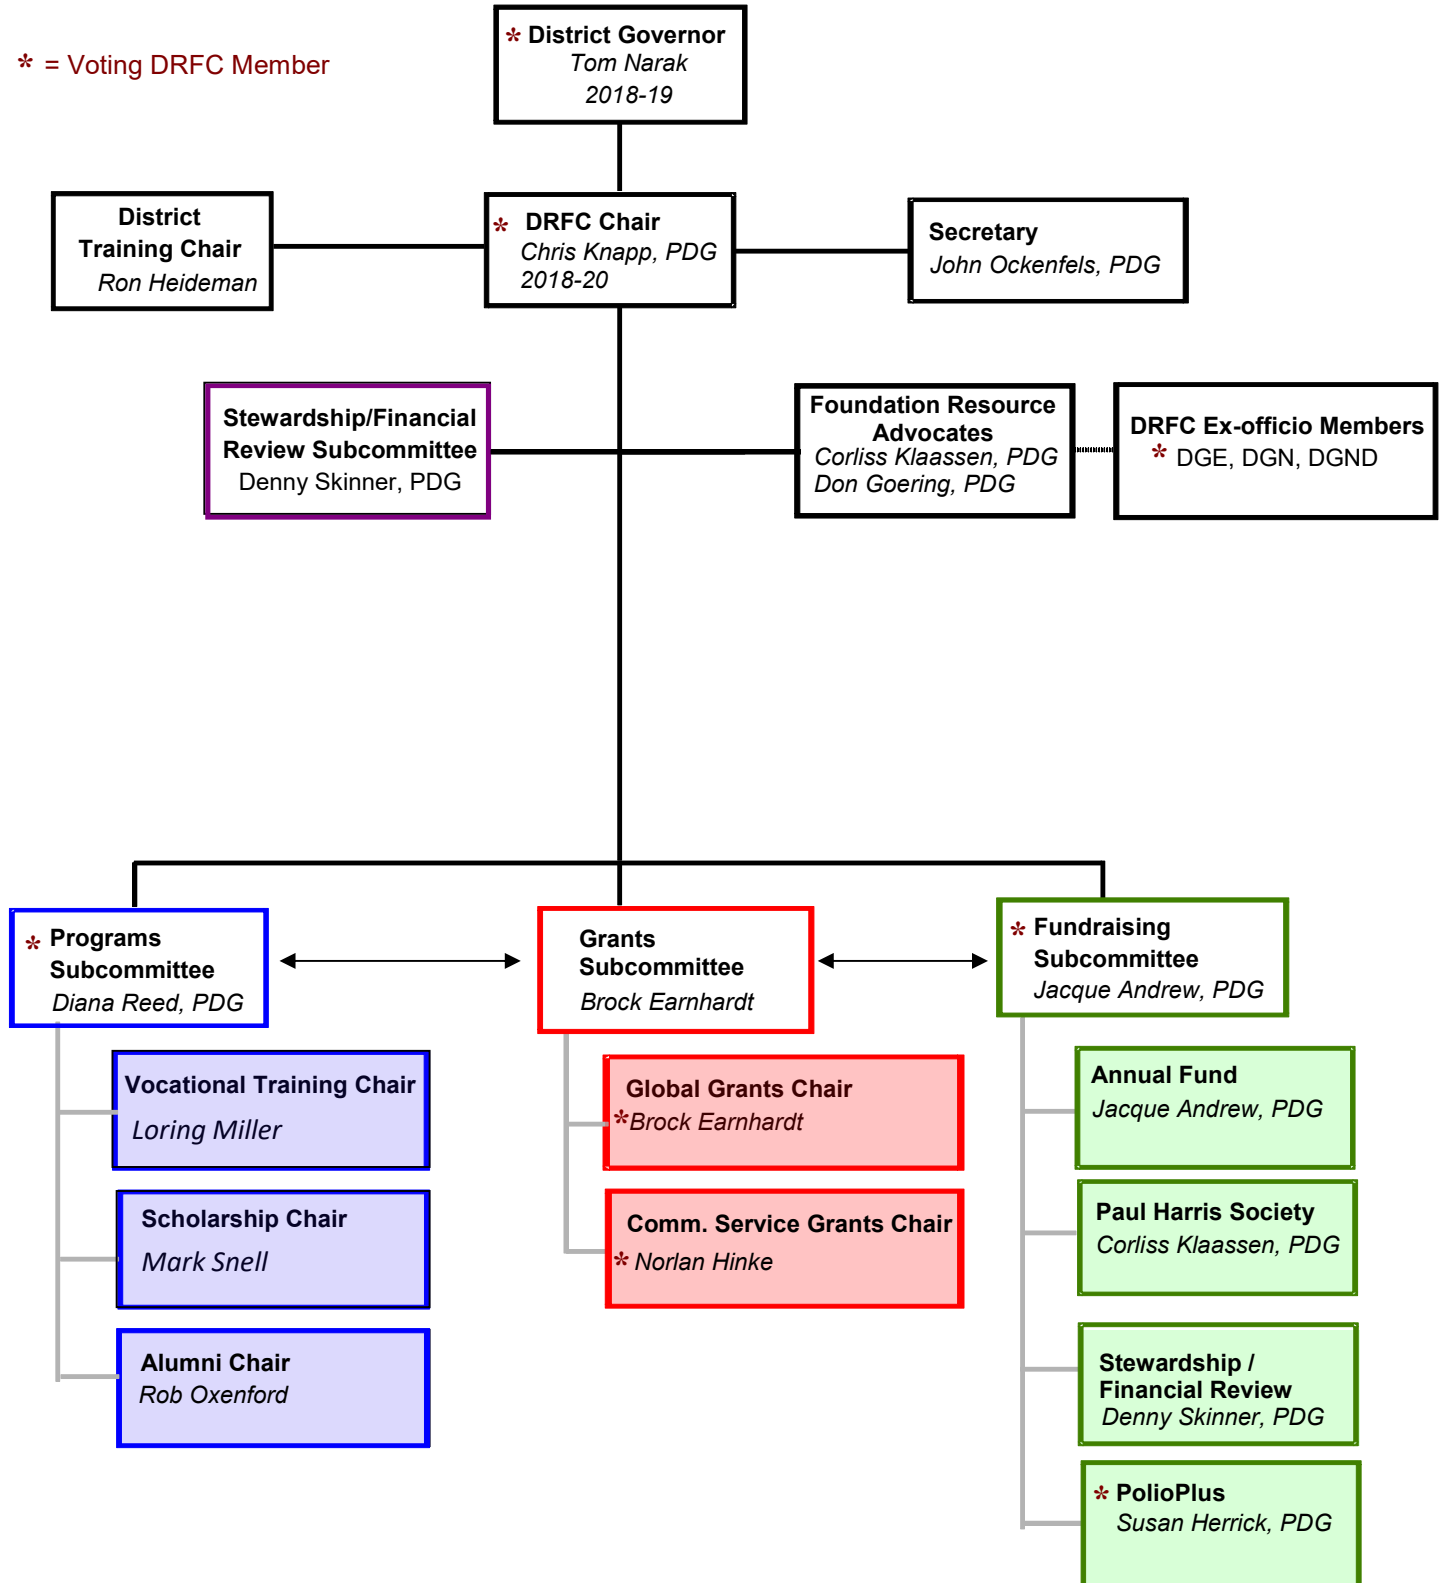 * District Governor
Tom Narak
2018-19
* = Voting DRFC Member
District
Training Chair
Ron Heideman
* DRFC Chair
Chris Knapp, PDG
2018-20
Secretary
John Ockenfels, PDG
Stewardship/Financial
Review Subcommittee
Denny Skinner, PDG
Foundation Resource
Advocates
Corliss Klaassen, PDG
Don Goering, PDG
DRFC Ex-officio Members
* DGE, DGN, DGND
* Programs
Subcommittee
Diana Reed, PDG
Grants
Subcommittee
Brock Earnhardt
* Fundraising
Subcommittee
Jacque Andrew, PDG
Vocational Training Chair
Loring Miller
Scholarship Chair
Mark Snell
Alumni Chair
Rob Oxenford
Global Grants Chair
*Brock Earnhardt
Comm. Service Grants Chair
* Norlan Hinke
Annual Fund
Jacque Andrew, PDG
Paul Harris Society
Corliss Klaassen, PDG
Stewardship /
Financial Review
Denny Skinner, PDG
* PolioPlus
Susan Herrick, PDG